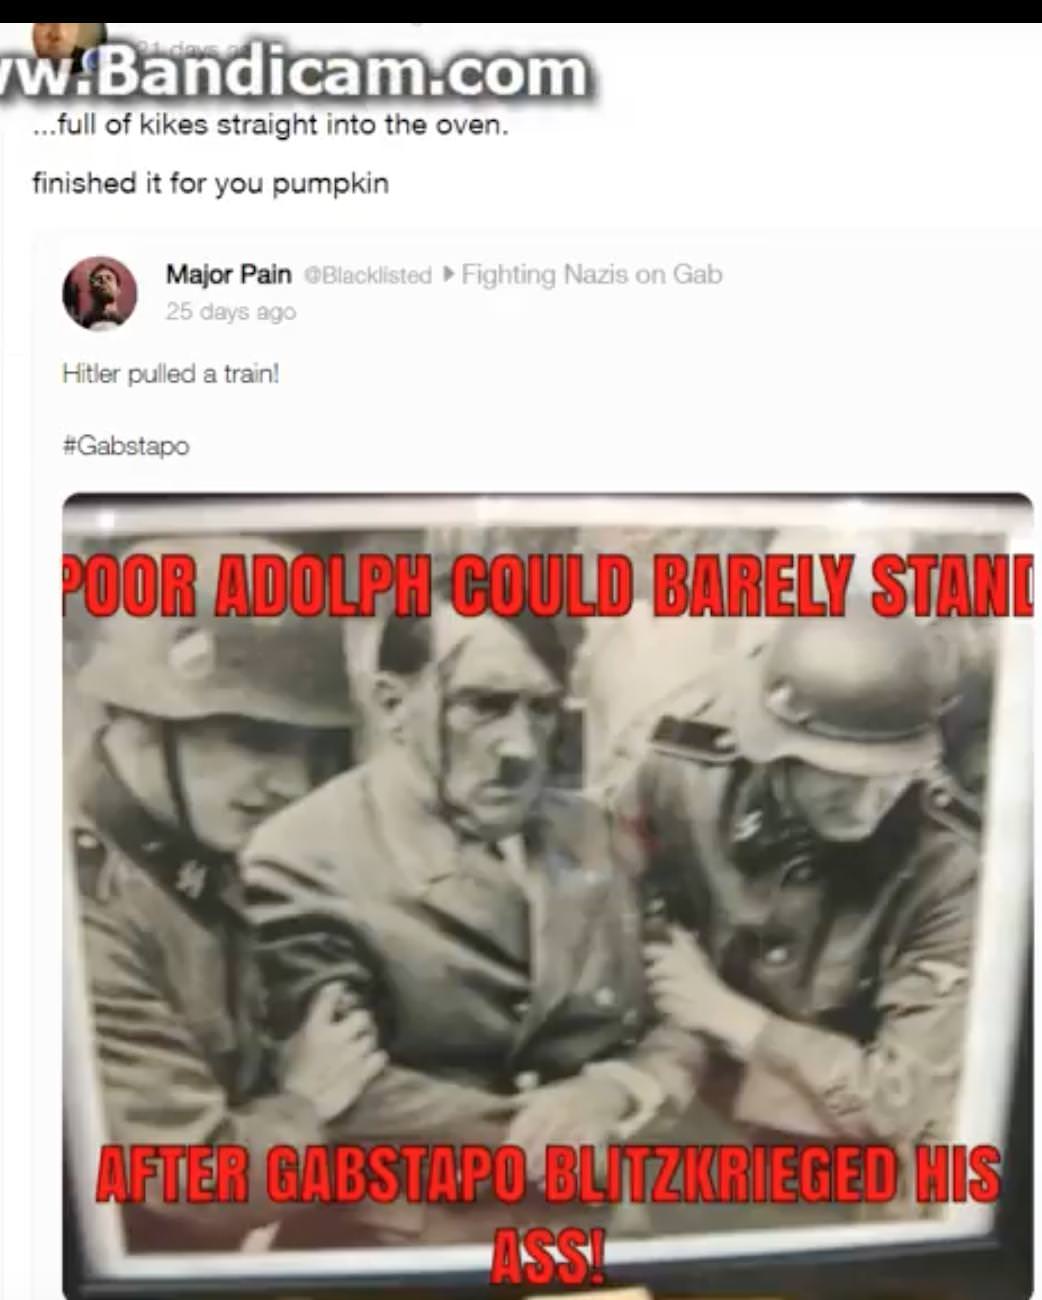 www.Bandicam.com
...full of kikes straight into the oven.
finished it for you pumpkin
Major Pain @Blacklisted Fighting Nazis on Gab
25 days ago
Hitler pulled a train!
#Gabstapo
POOR ADOLPH COULD BARELY STAND
AFTER GABSTAPO BLITZKRIEGED HIS
ASS!